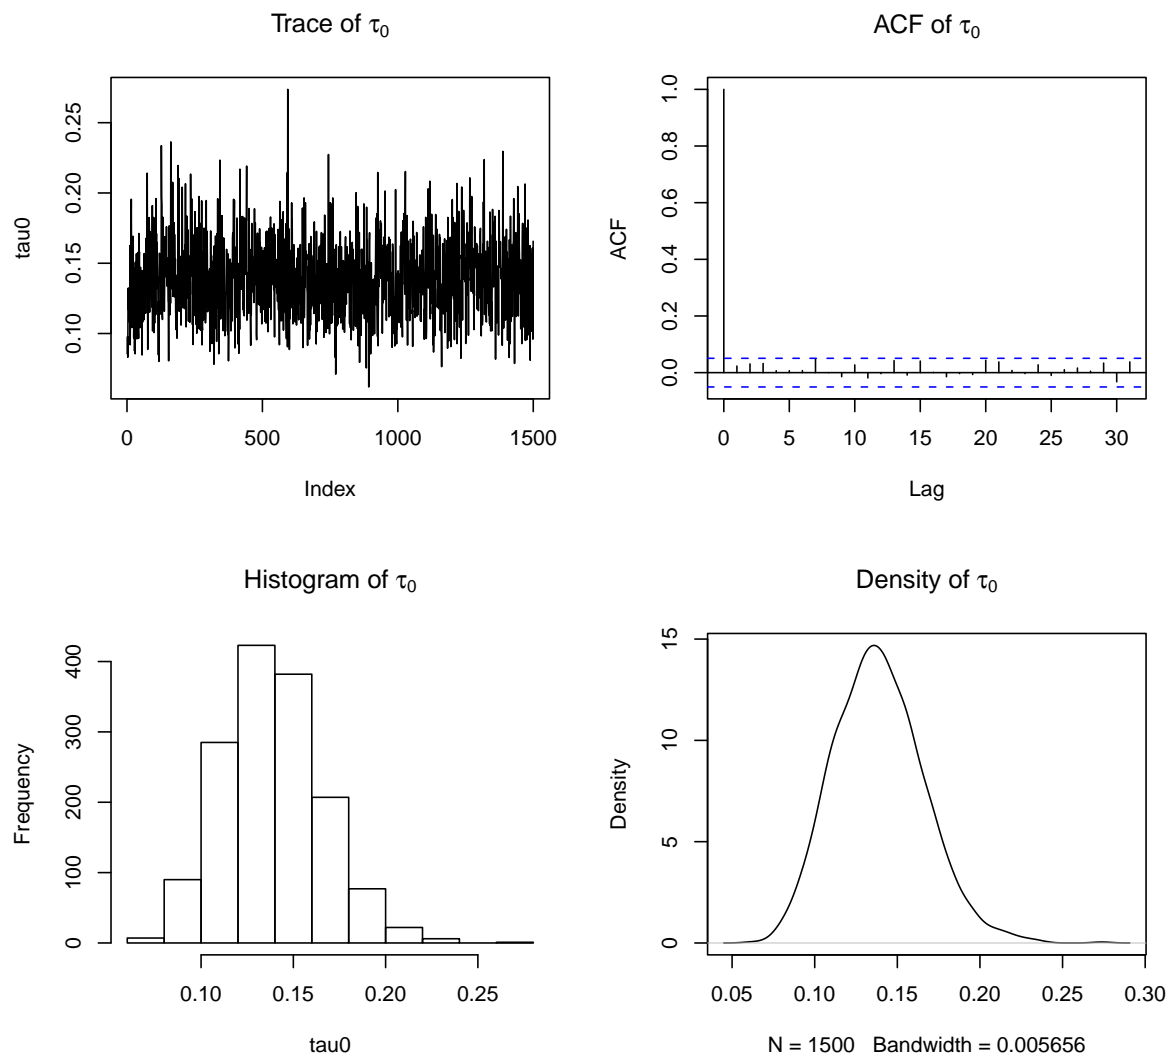 Trace of τ0
tau0
0.10 0.15 0.20 0.25
0 500 1000 1500
Index
ACF of τ0
ACF
0.0 0.2 0.4 0.6 0.8 1.0
0 5 10 15 20 25 30
Lag
Histogram of τ0
Frequency
0 100 200 300 400
0.10 0.15 0.20 0.25
tau0
Density of τ0
Density
0 5 10 15
0.05 0.10 0.15 0.20 0.25 0.30
N = 1500 Bandwidth = 0.005656